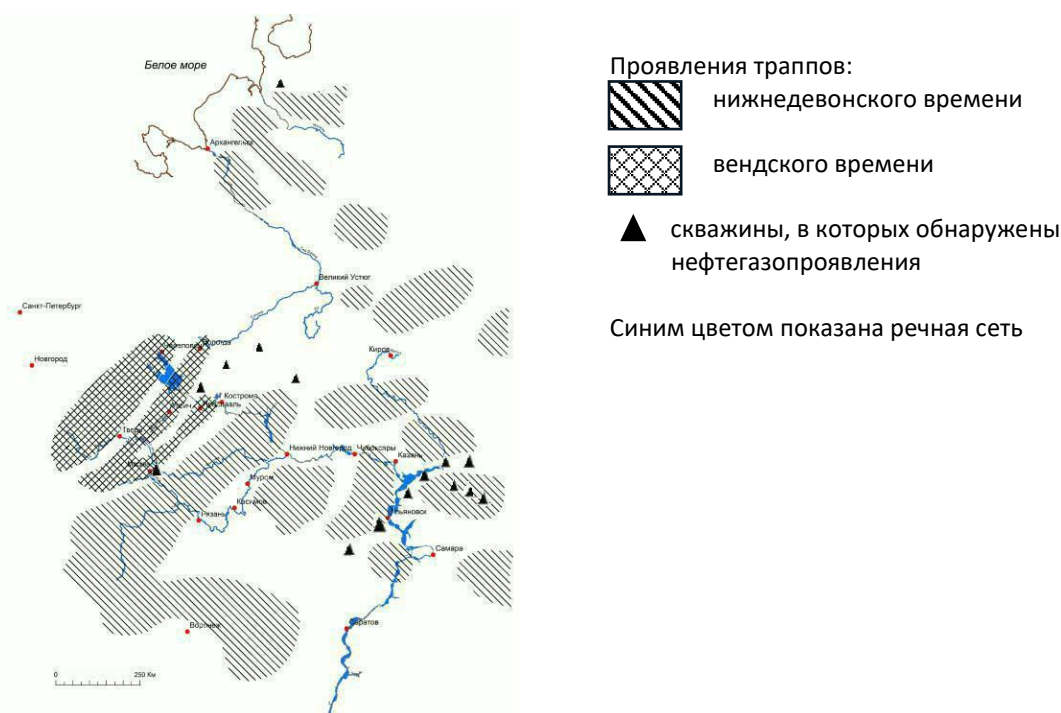 Белое море
Архангельск
Великий Устюг
Санкт-Петербург
Новгород
Киров
Кострома
Тверь
Нижний Новгород
Чебоксары
Казань
Муром
Касимов
Рязань
Самара
Саратов
Воронеж
0 250 Км
Проявления траппов:
нижнедевонского времени
вендского времени
скважины, в которых обнаружены
нефтегазопроявления
Синим цветом показана речная сеть